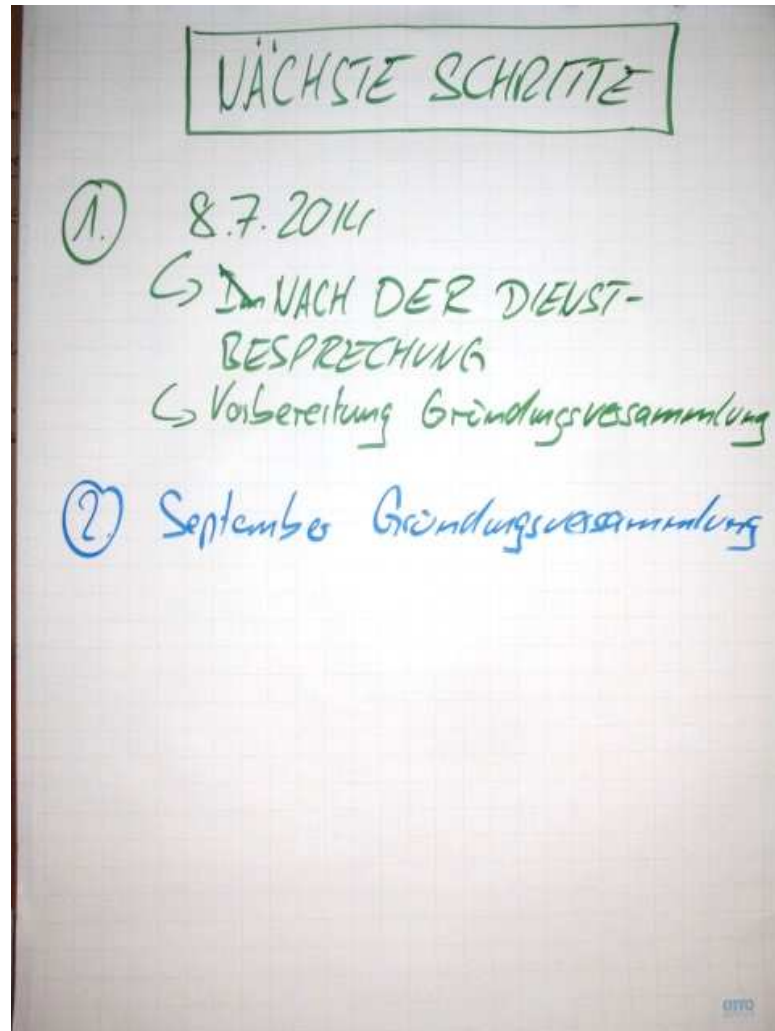 NÄCHSTE SCHRITTE
1. 8.7.2014
↳ NACH DER DIENST-
BESPRECHUNG
↳ Vorbereitung Gründungsversammlung
2. September Gründungsversammlung